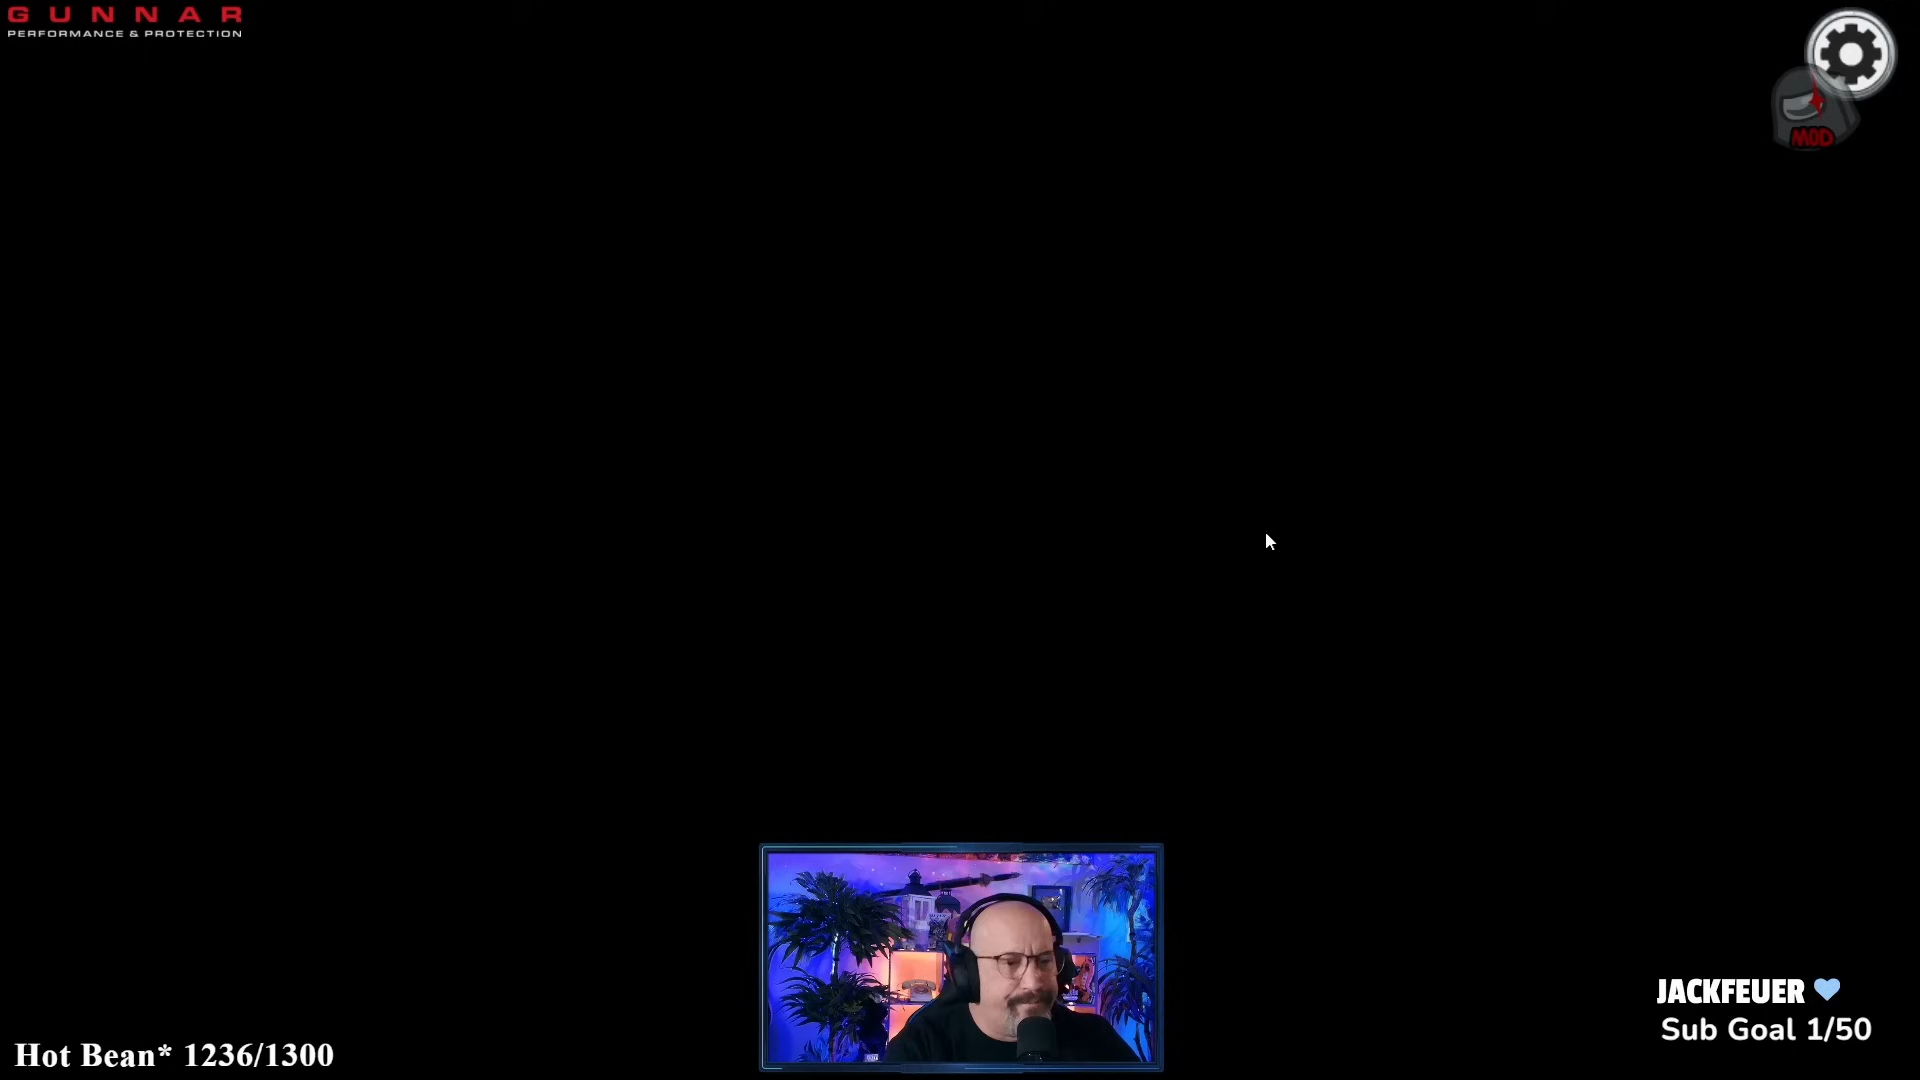 GUNNAR
PERFORMANCE & PROTECTION
MOD
JACKFEUER
Sub Goal 1/50
Hot Bean* 1236/1300